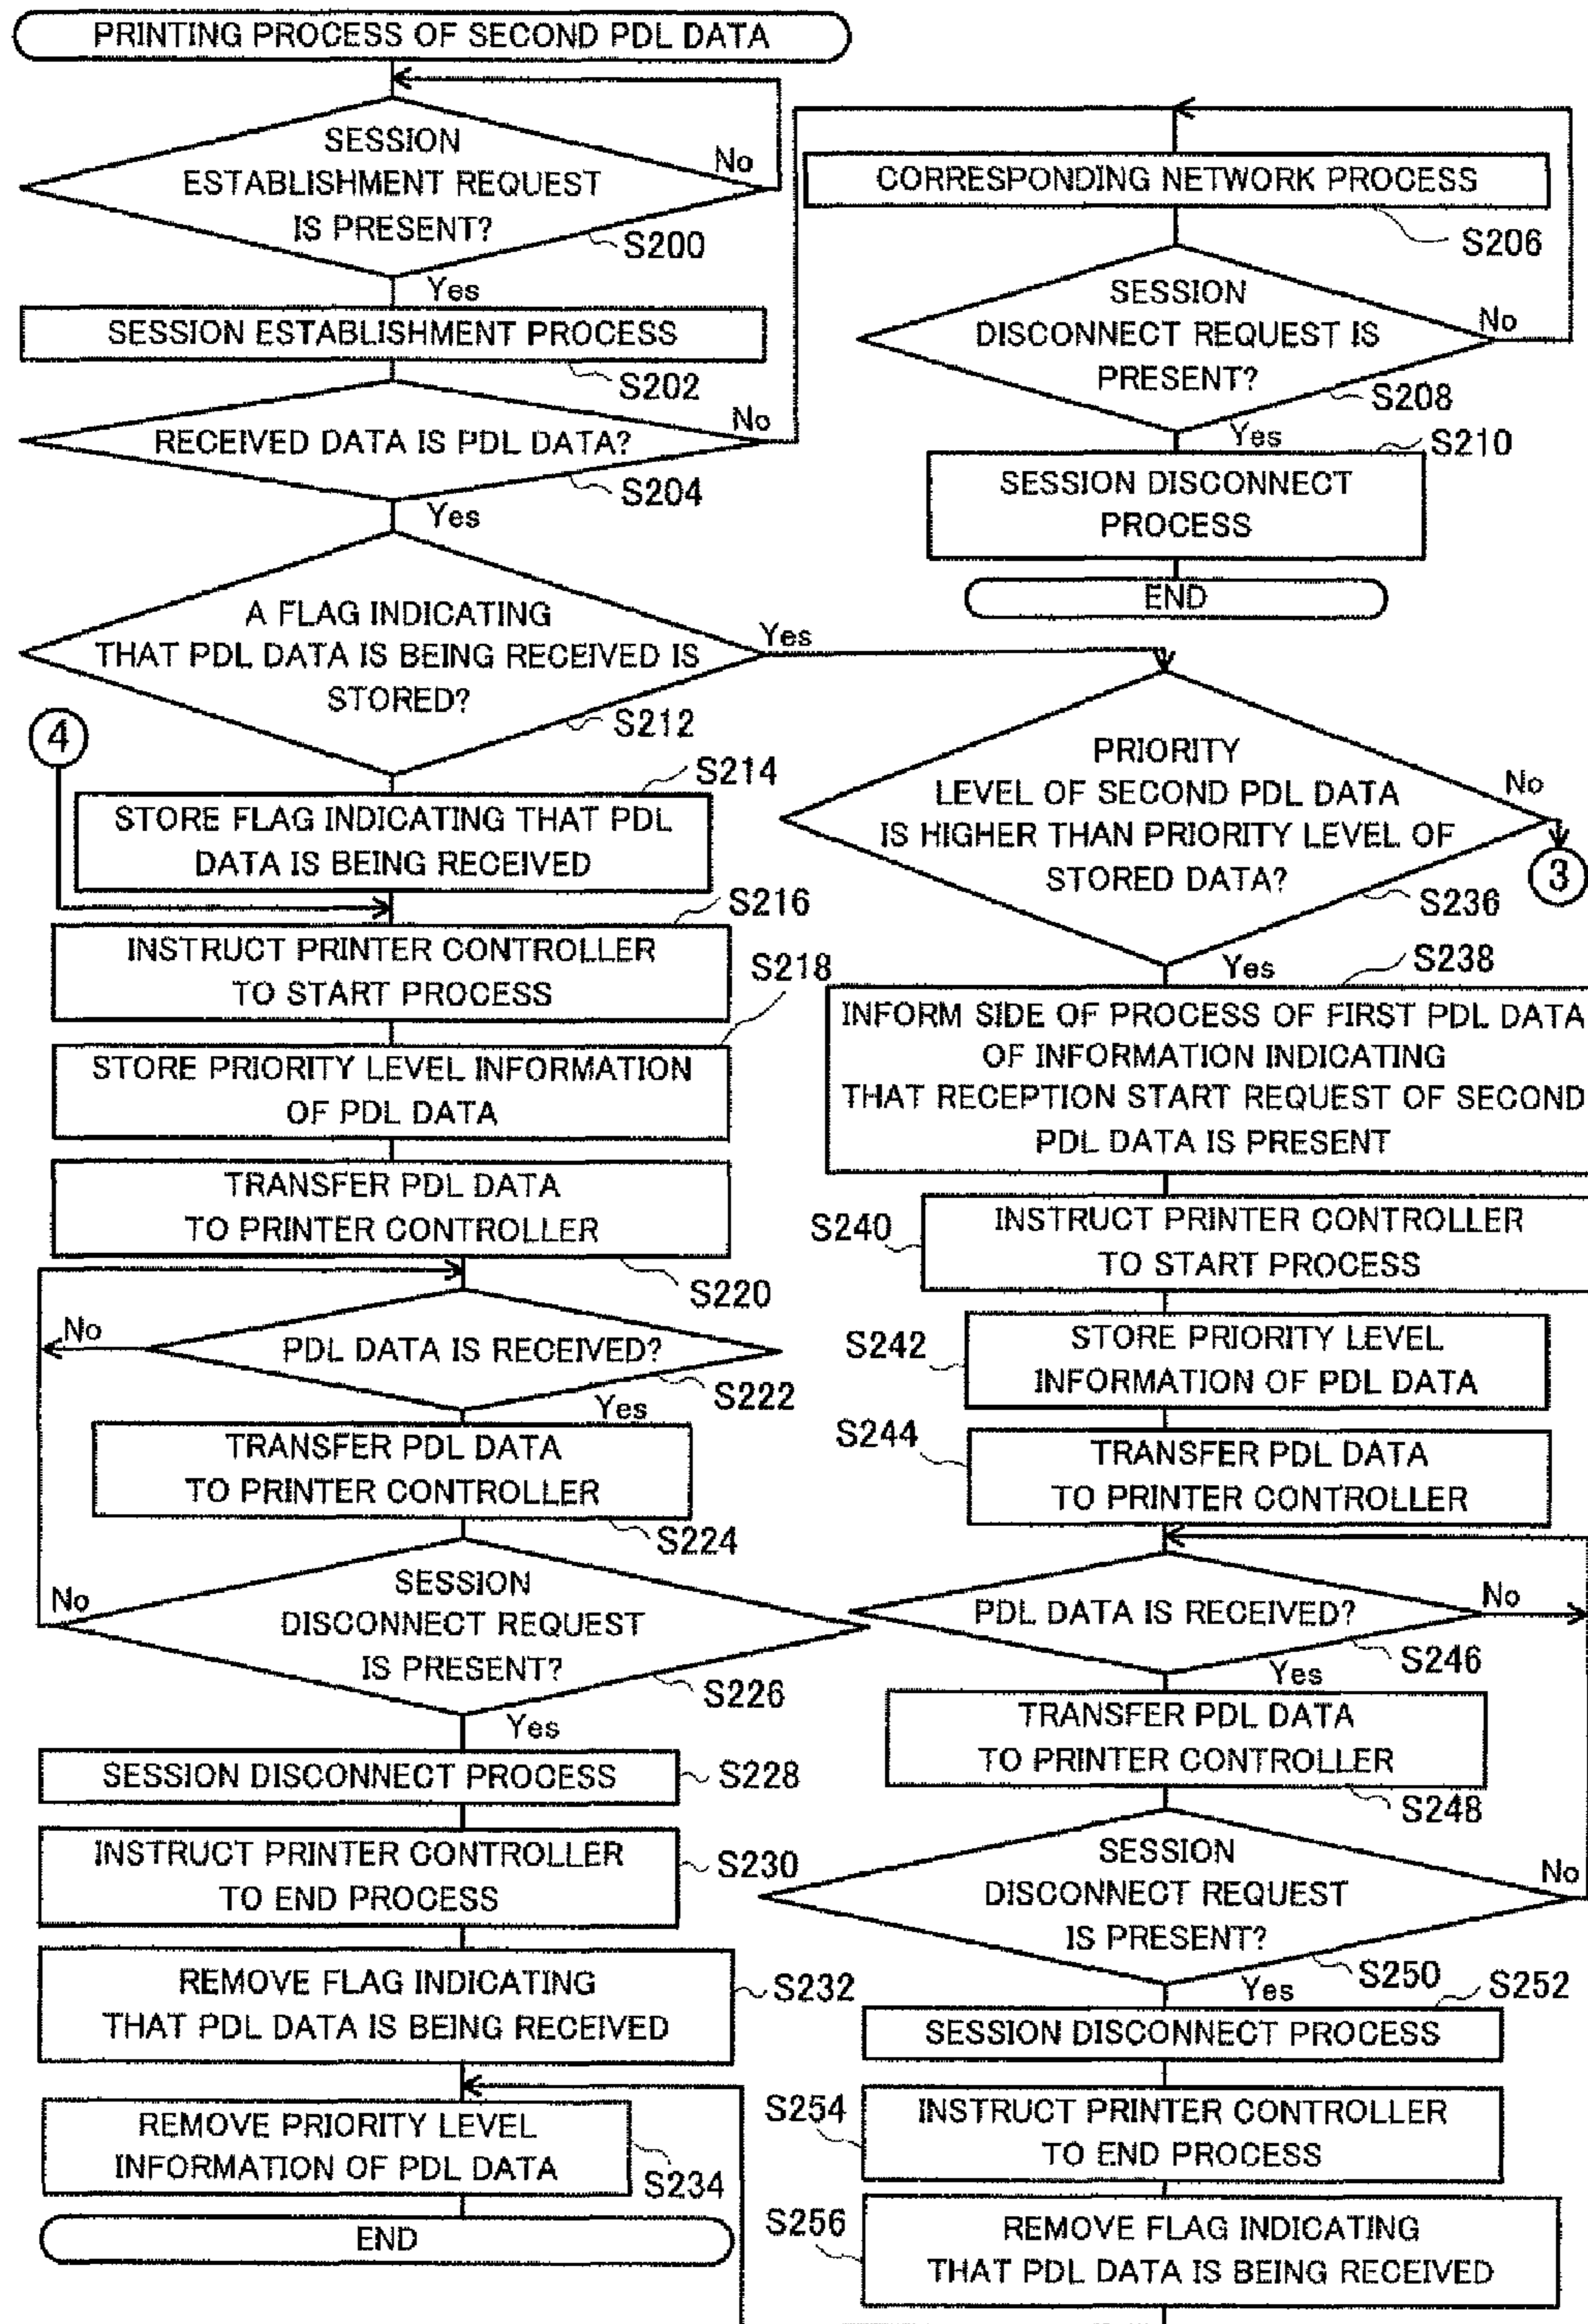 PRINTING PROCESS OF SECOND PDL DATA
SESSION
ESTABLISHMENT REQUEST
IS PRESENT?
No
S200
Yes
SESSION ESTABLISHMENT PROCESS
S202
RECEIVED DATA IS PDL DATA?
No
S204
Yes
CORRESPONDING NETWORK PROCESS
S206
SESSION
DISCONNECT REQUEST IS
PRESENT?
No
S208
Yes
S210
SESSION DISCONNECT
PROCESS
END
A FLAG INDICATING
THAT PDL DATA IS BEING RECEIVED IS
STORED?
Yes
S212
4
S214
STORE FLAG INDICATING THAT PDL
DATA IS BEING RECEIVED
S216
INSTRUCT PRINTER CONTROLLER
TO START PROCESS
S218
STORE PRIORITY LEVEL INFORMATION
OF PDL DATA
TRANSFER PDL DATA
TO PRINTER CONTROLLER
S220
No
PDL DATA IS RECEIVED?
S222
Yes
TRANSFER PDL DATA
TO PRINTER CONTROLLER
S224
SESSION
DISCONNECT REQUEST
IS PRESENT?
No
S226
Yes
SESSION DISCONNECT PROCESS
S228
INSTRUCT PRINTER CONTROLLER
TO END PROCESS
S230
REMOVE FLAG INDICATING
THAT PDL DATA IS BEING RECEIVED
S232
REMOVE PRIORITY LEVEL
INFORMATION OF PDL DATA
S234
END
PRIORITY
LEVEL OF SECOND PDL DATA
IS HIGHER THAN PRIORITY LEVEL OF
STORED DATA?
No
3
S236
Yes
S238
INFORM SIDE OF PROCESS OF FIRST PDL DATA
OF INFORMATION INDICATING
THAT RECEPTION START REQUEST OF SECOND
PDL DATA IS PRESENT
S240
INSTRUCT PRINTER CONTROLLER
TO START PROCESS
S242
STORE PRIORITY LEVEL
INFORMATION OF PDL DATA
S244
TRANSFER PDL DATA
TO PRINTER CONTROLLER
PDL DATA IS RECEIVED?
No
S246
Yes
TRANSFER PDL DATA
TO PRINTER CONTROLLER
S248
SESSION
DISCONNECT REQUEST
IS PRESENT?
No
S250
Yes
S252
SESSION DISCONNECT PROCESS
S254
INSTRUCT PRINTER CONTROLLER
TO END PROCESS
S256
REMOVE FLAG INDICATING
THAT PDL DATA IS BEING RECEIVED